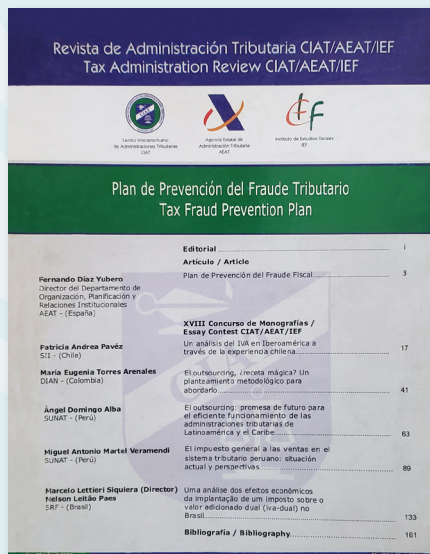 Revista de Administración Tributaria CIAT/AEAT/IEF
Tax Administration Review CIAT/AEAT/IEF
Centro Interamericano
de Administraciones Tributarias
CIAT
Agencia Estatal de
Administración Tributaria
AEAT
Instituto de Estudios Fiscales
IEF
Plan de Prevención del Fraude Tributario
Tax Fraud Prevention Plan
Editorial i
Artículo / Article
Fernando Díaz Yubero
Director del Departamento de
Organización, Planificación y
Relaciones Institucionales
AEAT - (España)
Plan de Prevención del Fraude Fiscal 3
XVIII Concurso de Monografías /
Essay Contest CIAT/AEAT/IEF
Patricia Andrea Pavéz
SII - (Chile)
Un análisis del IVA en Iberoamérica a
través de la experiencia chilena 17
María Eugenia Torres Arenales
DIAN - (Colombia)
El outsourcing, ¿receta mágica? Un
planteamiento metodológico para
abordarlo 41
Ángel Domingo Alba
SUNAT - (Perú)
El outsourcing: promesa de futuro para
el eficiente funcionamiento de las
administraciones tributarias de
Latinoamérica y el Caribe 63
Miguel Antonio Martel Veramendi
SUNAT - (Perú)
El impuesto general a las ventas en el
sistema tributario peruano: situación
actual y perspectivas 89
Marcelo Lettieri Siquiera (Director)
Nelson Leitão Paes
SRF - (Brasil)
Uma análise dos efeitos econômicos
da implantação de um imposto sobre o
valor adicionado dual (iva-dual) no
Brasil 133
Bibliografía / Bibliography 161